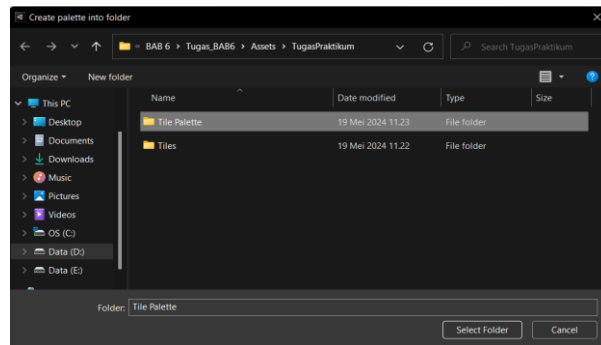 Create palette into folder
« BAB 6 > Tugas_BAB6 > Assets > TugasPraktikum
Search TugasPraktikum
Organize
New folder
This PC
Desktop
Documents
Downloads
Music
Pictures
Videos
OS (C:)
Data (D:)
Data (E:)
Name Date modified Type Size
Tile Palette 19 Mei 2024 11.23 File folder
Tiles 19 Mei 2024 11.22 File folder
Folder: Tile Palette
Select Folder Cancel